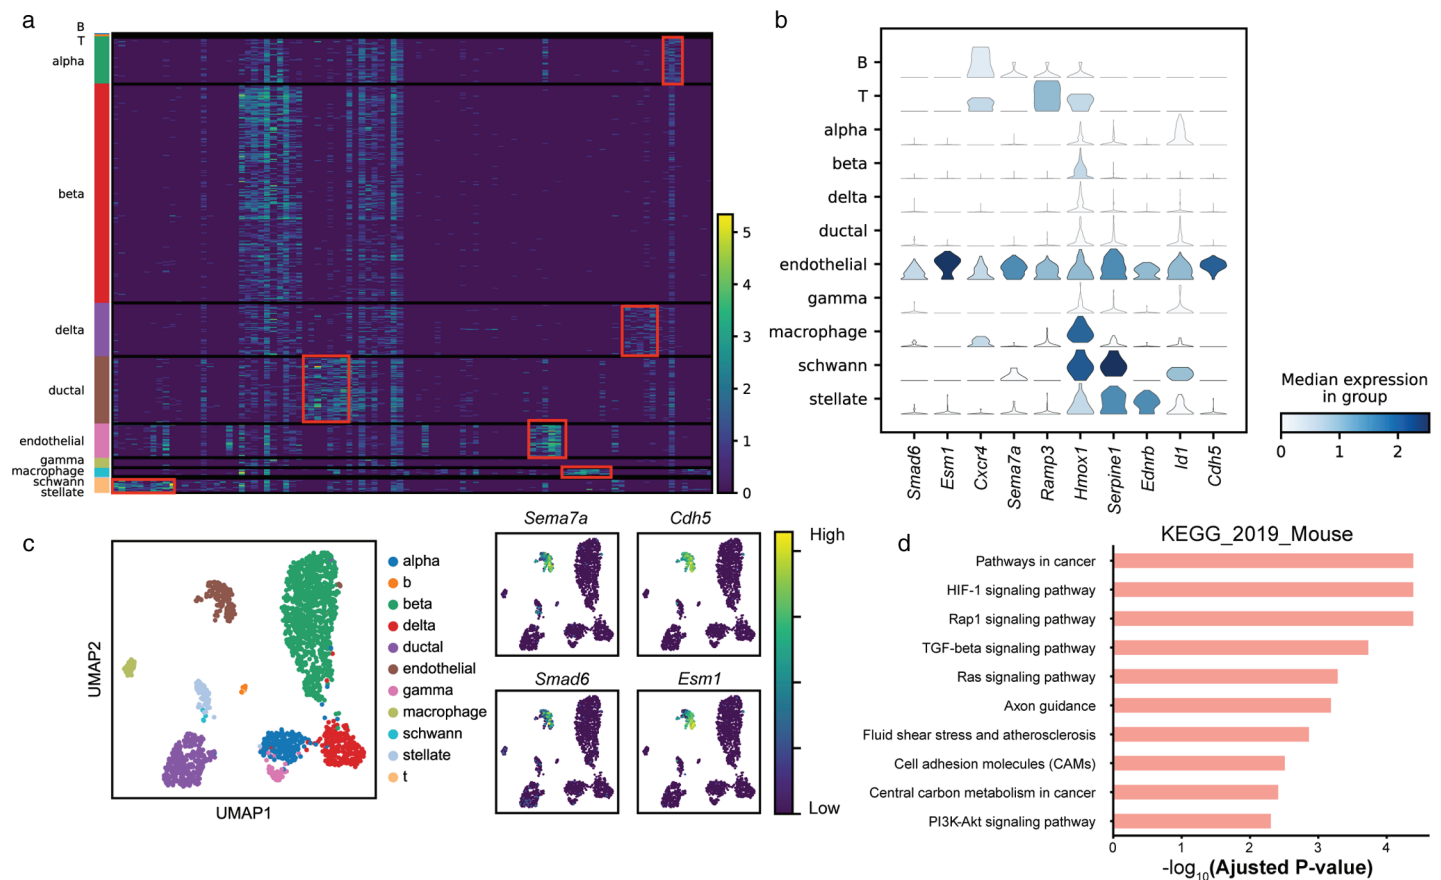 a
B
T
alpha
beta
delta
ductal
endothelial
gamma
macrophage
schwann
stellate
5
4
3
2
1
0
b
B
T
alpha
beta
delta
ductal
endothelial
gamma
macrophage
schwann
stellate
Smad6
Esm1
Cxcr4
Sema7a
Ramp3
Hmox1
Serpine1
Ednrb
Id1
Cdh5
Median expression
in group
0
1
2
c
UMAP2
UMAP1
alpha
b
beta
delta
ductal
endothelial
gamma
macrophage
schwann
stellate
t
Sema7a
Cdh5
Smad6
Esm1
High
Low
d
KEGG_2019_Mouse
Pathways in cancer
HIF-1 signaling pathway
Rap1 signaling pathway
TGF-beta signaling pathway
Ras signaling pathway
Axon guidance
Fluid shear stress and atherosclerosis
Cell adhesion molecules (CAMs)
Central carbon metabolism in cancer
PI3K-Akt signaling pathway
0 1 2 3 4
-log10(Ajusted P-value)